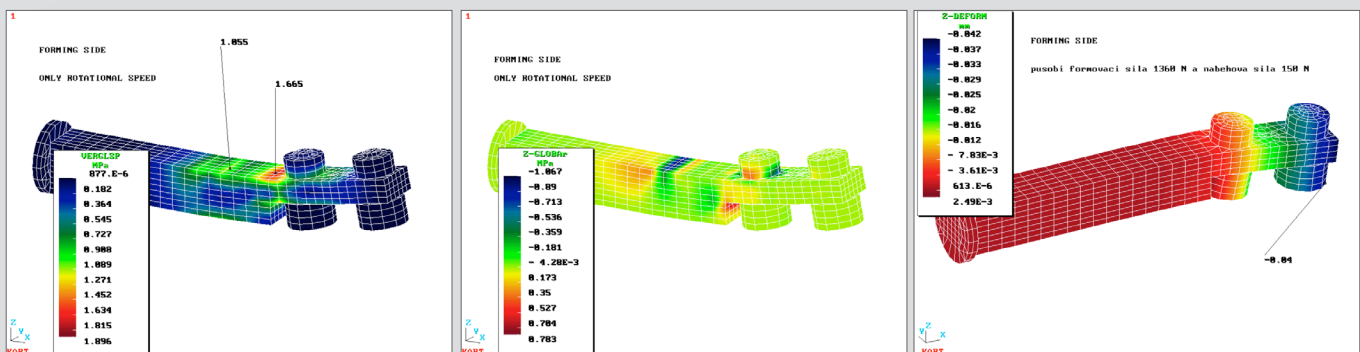 1
FORMING SIDE
ONLY ROTATIONAL SPEED
1.055
1.665
VERGLSP
MPa
877.E-6
0.182
0.364
0.545
0.727
0.908
1.089
1.271
1.452
1.634
1.815
1.896
Z
Y
X
1
FORMING SIDE
ONLY ROTATIONAL SPEED
Z-GLOBAr
MPa
-1.067
-0.89
-0.713
-0.536
-0.359
-0.181
- 4.28E-3
0.173
0.35
0.527
0.704
0.783
Z
Y
X
Z-DEFORM
mm
-0.042
-0.037
-0.033
-0.029
-0.025
-0.02
-0.016
-0.012
- 7.83E-3
- 3.61E-3
613.E-6
2.49E-3
FORMING SIDE
pusobi formovaci sila 1360 N a nabehova sila 150 N
-0.04
Z
Y
X